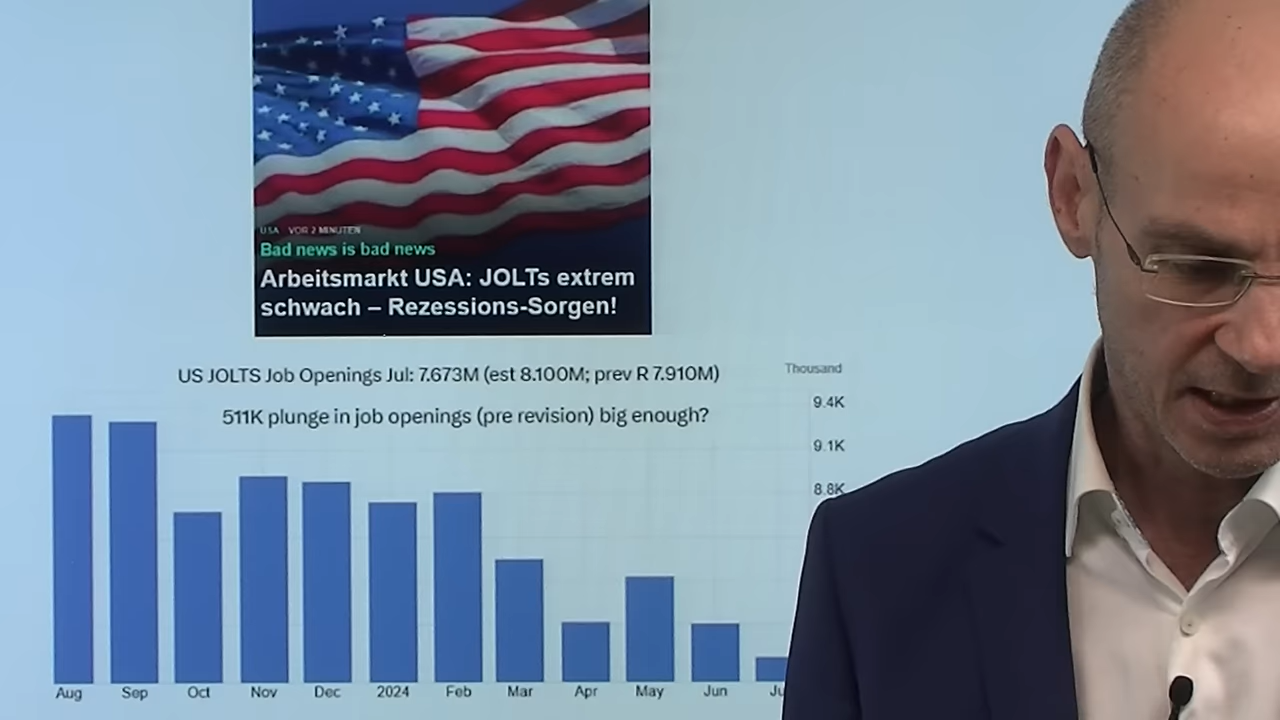 USA VOR 2 MINUTEN
Bad news is bad news
Arbeitsmarkt USA: JOLTs extrem
schwach – Rezessions-Sorgen!
US JOLTS Job Openings Jul: 7.673M (est 8.100M; prev R 7.910M)
511K plunge in job openings (pre revision) big enough?
Thousand
9.4K
9.1K
8.8K
Aug Sep Oct Nov Dec 2024 Feb Mar Apr May Jun Ju